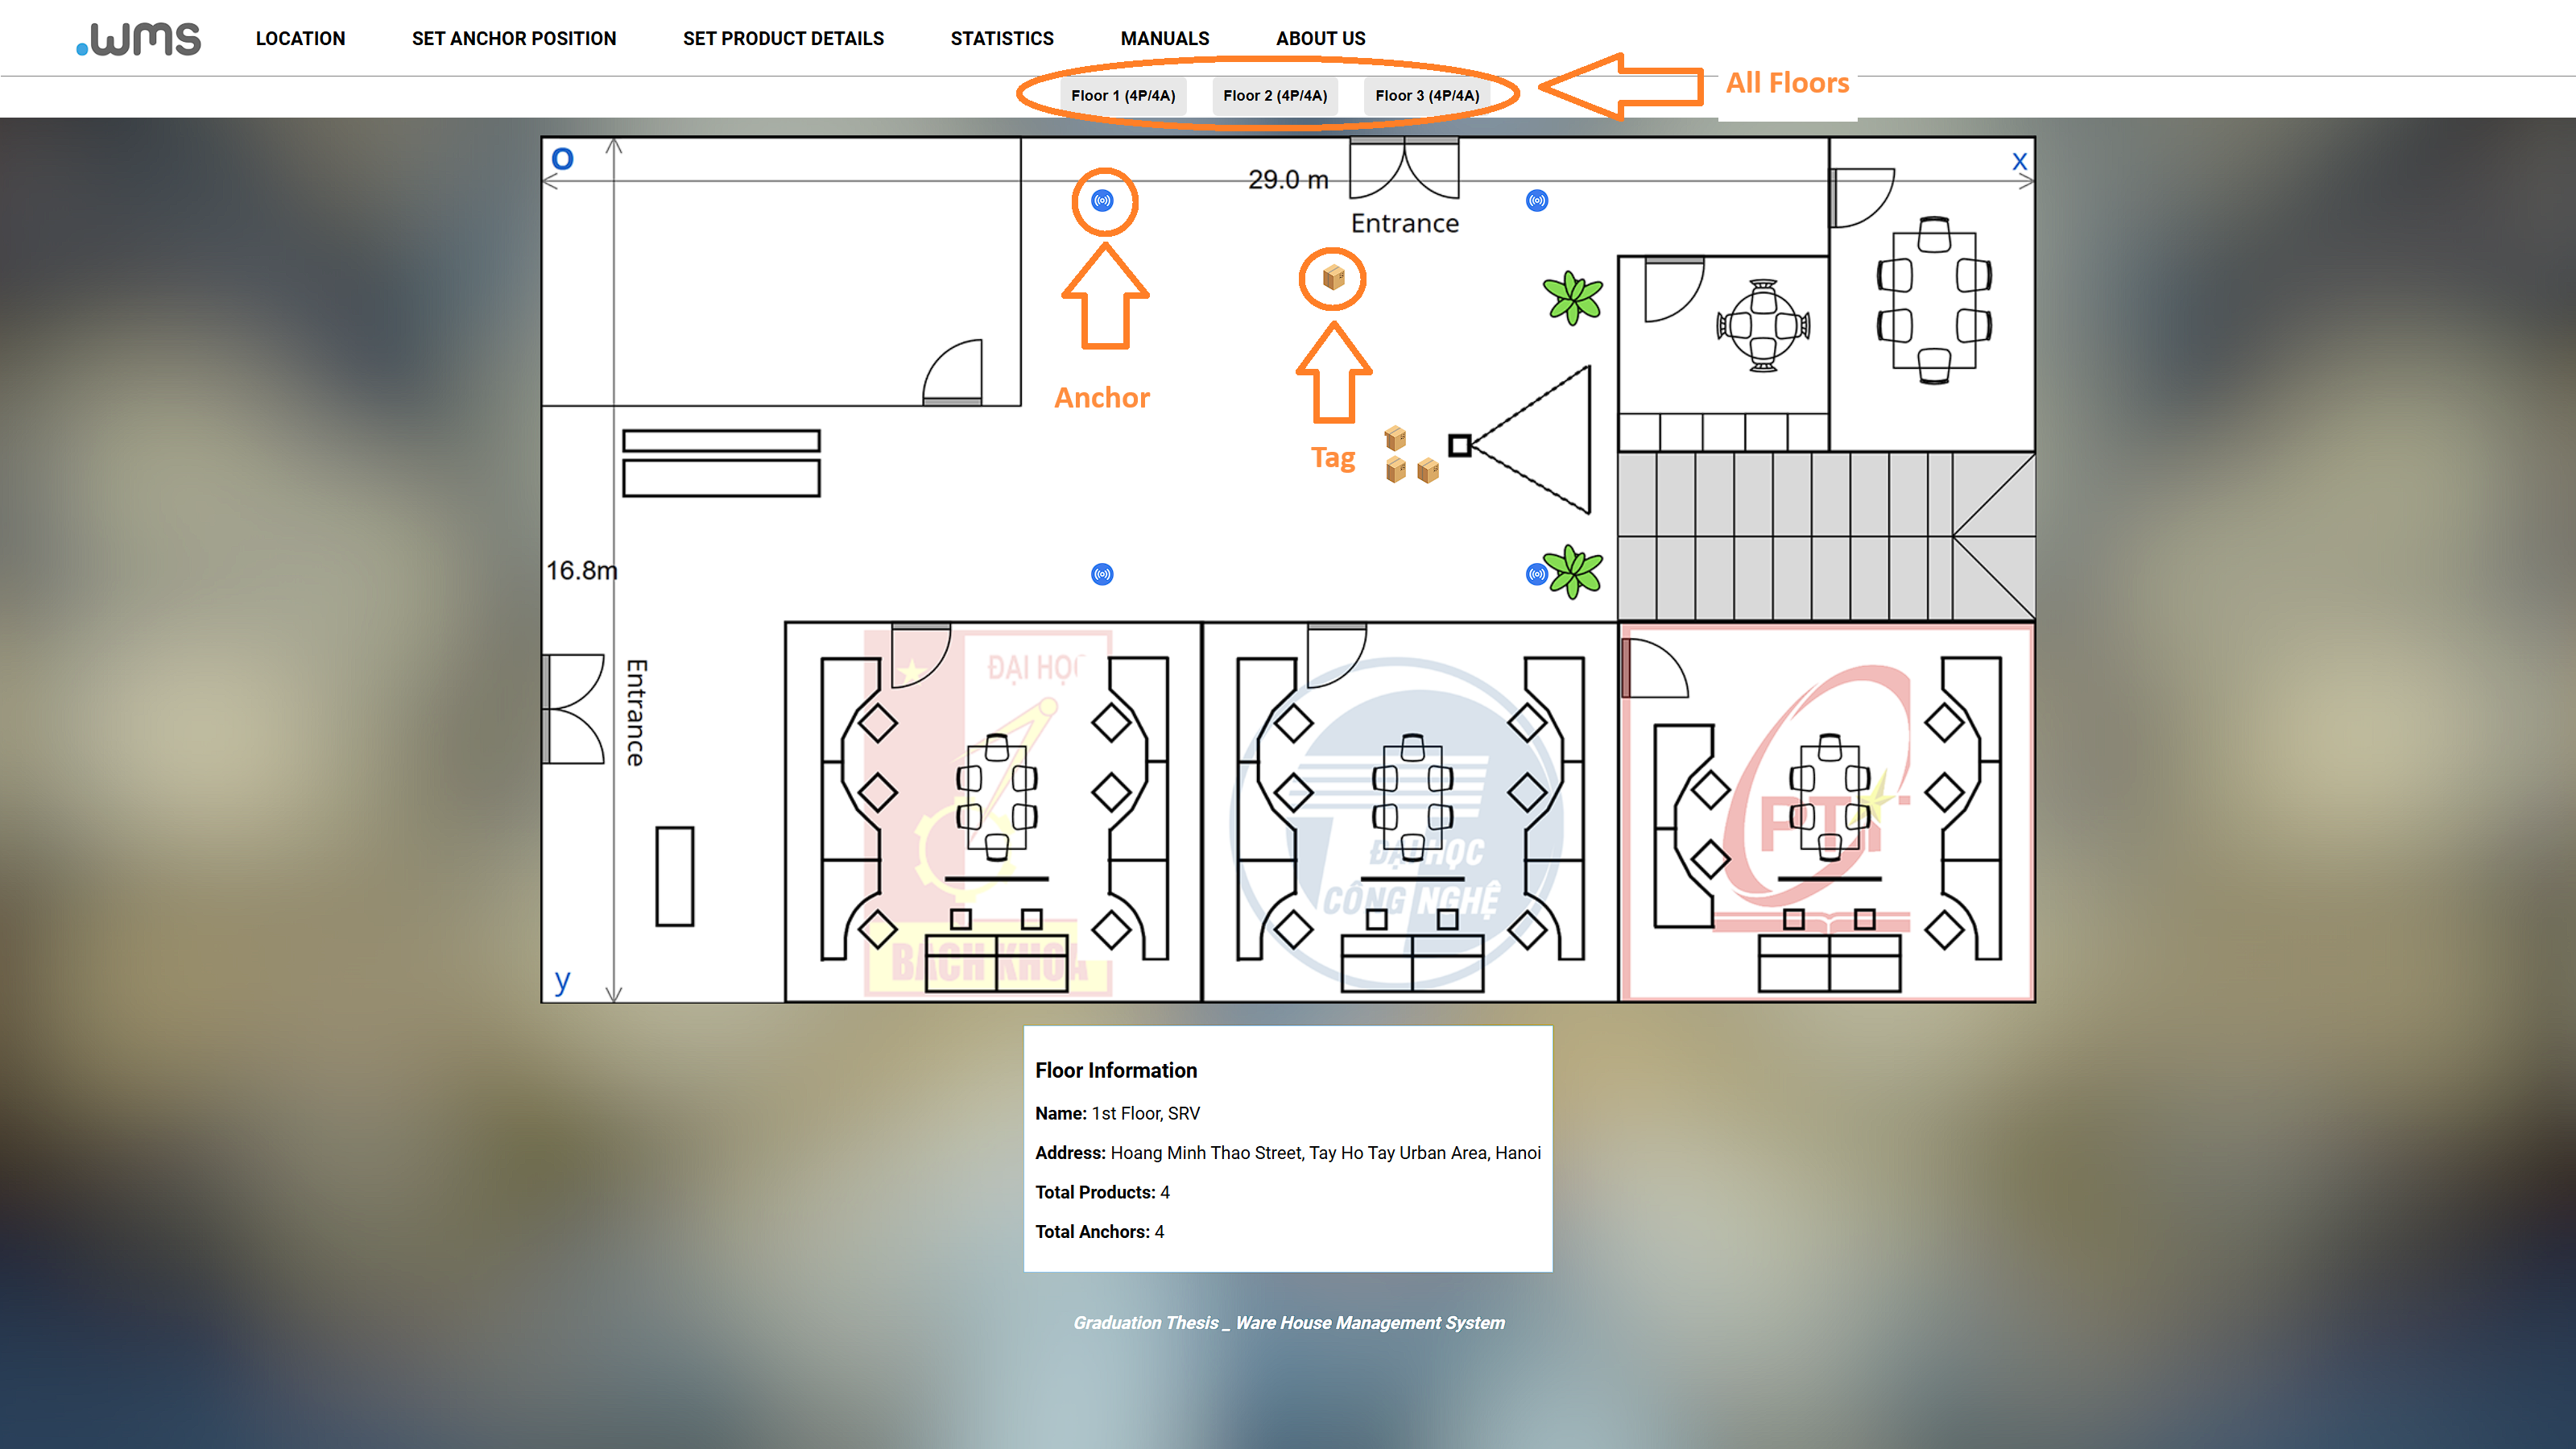 .wms
LOCATION SET ANCHOR POSITION SET PRODUCT DETAILS STATISTICS MANUALS ABOUT US
Floor 1 (4P/4A) Floor 2 (4P/4A) Floor 3 (4P/4A)
All Floors
O
x
29.0 m
Entrance
Anchor
Tag
16.8m
Entrance
y
ĐẠI HỌC
BÁCH KHOA
ĐẠI HỌC
CÔNG NGHỆ
PTiT
Floor Information
Name: 1st Floor, SRV
Address: Hoang Minh Thao Street, Tay Ho Tay Urban Area, Hanoi
Total Products: 4
Total Anchors: 4
Graduation Thesis _ Ware House Management System